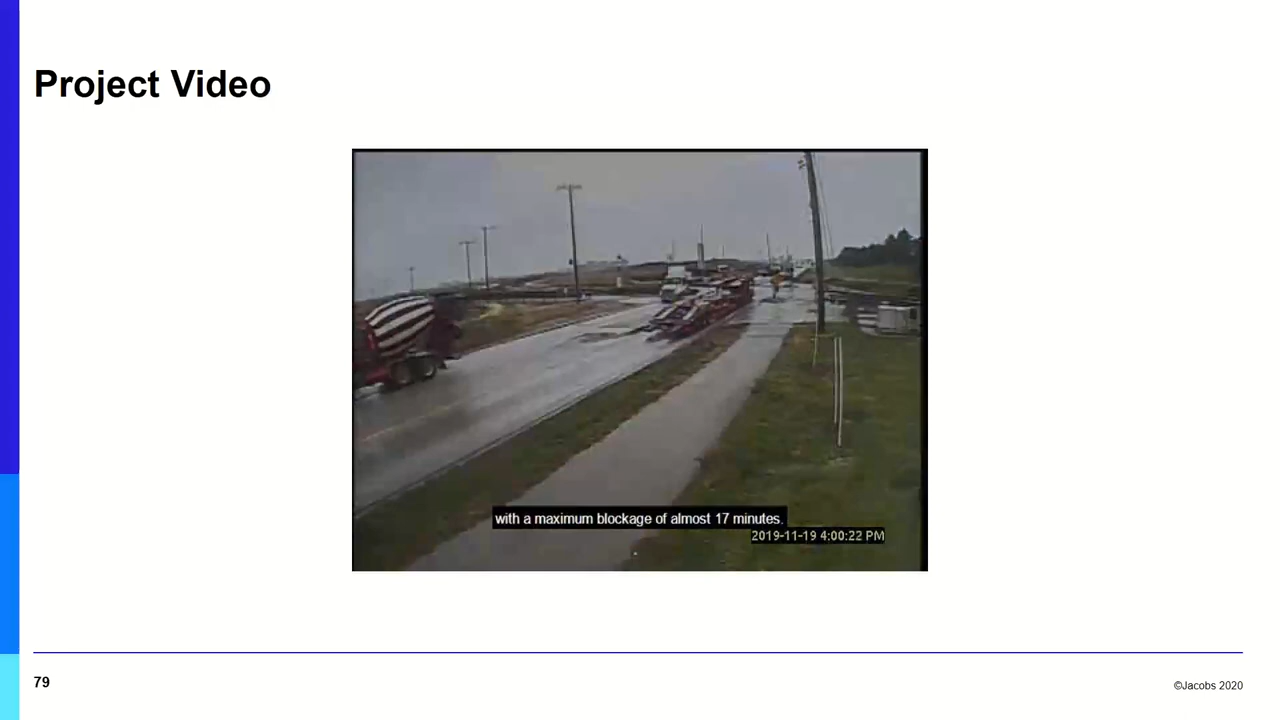 Project Video
with a maximum blockage of almost 17 minutes.
2019-11-19 4:00:22 PM
79
©Jacobs 2020